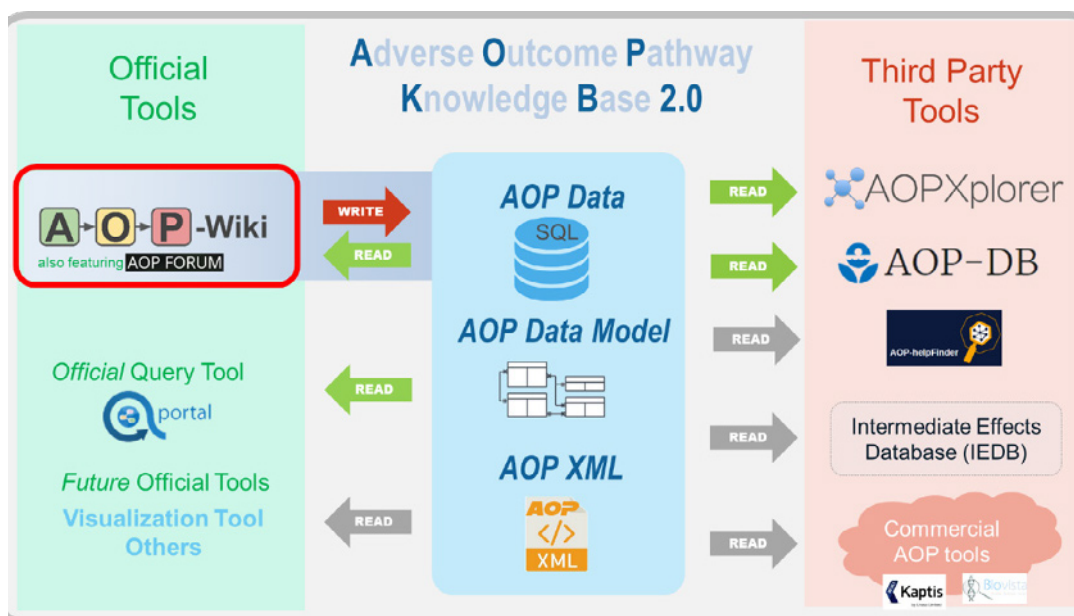 Official
Tools
Adverse Outcome Pathway
Knowledge Base 2.0
Third Party
Tools
A O P -Wiki
also featuring AOP FORUM
WRITE
READ
AOP Data
SQL
READ
AOPXplorer
READ
AOP-DB
AOP Data Model
READ
AOP-helpFinder
Official Query Tool
portal
READ
READ
Intermediate Effects
Database (IEDB)
Future Official Tools
Visualization Tool
Others
READ
AOP XML
AOP
</>
XML
READ
Commercial
AOP tools
Kaptis
Biovista